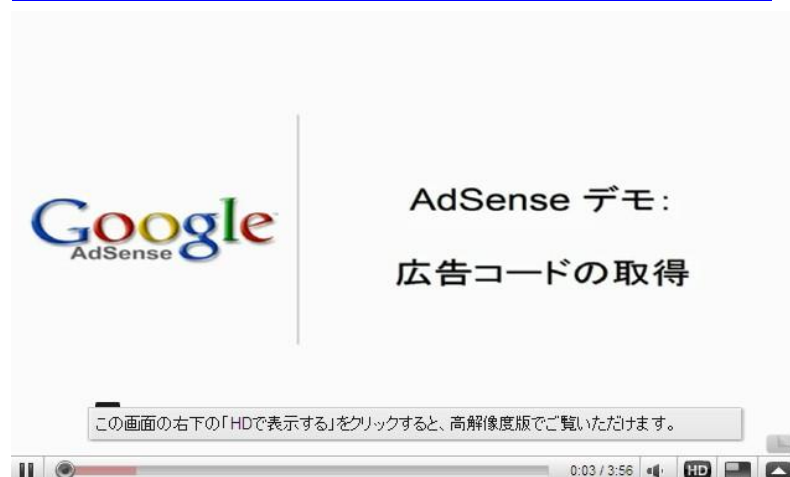 AdSense デモ:
Google
AdSense
広告コードの取得
この画面の右下の「HDで表示する」をクリックすると、高解像度版でご覧いただけます。
0:03 / 3:56
HD